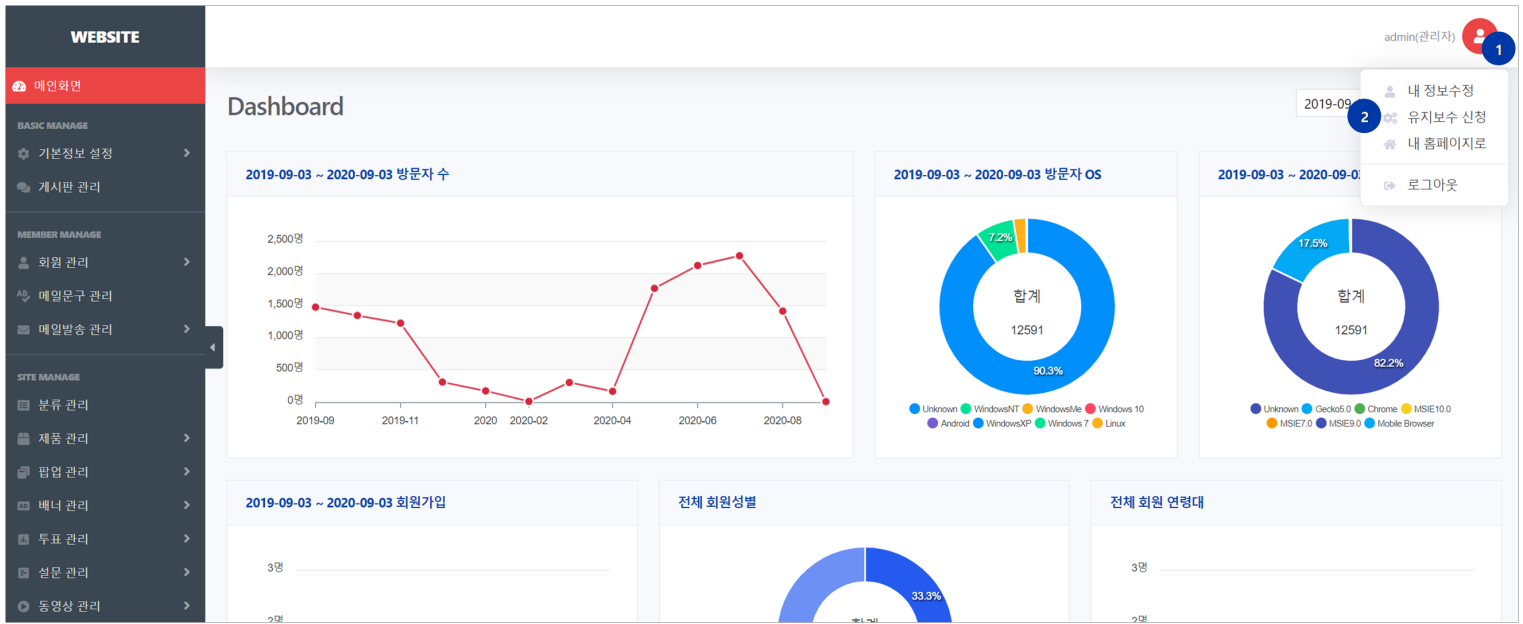 WEBSITE
admin(관리자)
1
메인화면
내 정보수정
2
유지보수 신청
내 홈페이지로
로그아웃
Dashboard
2019-09
BASIC MANAGE
기본정보 설정
게시판 관리
MEMBER MANAGE
회원 관리
메일문구 관리
메일발송 관리
SITE MANAGE
분류 관리
제품 관리
팝업 관리
배너 관리
투표 관리
설문 관리
동영상 관리
2019-09-03 ~ 2020-09-03 방문자 수
2,500명
2,000명
1,500명
1,000명
500명
0명
2019-09 2019-11 2020 2020-02 2020-04 2020-06 2020-08
2019-09-03 ~ 2020-09-03 방문자 OS
7.2%
합계
12591
90.3%
Unknown WindowsNT WindowsMe Windows 10
Android WindowsXP Windows 7 Linux
2019-09-03 ~ 2020-09-0
17.5%
합계
12591
82.2%
Unknown Gecko5.0 Chrome MSIE10.0
MSIE7.0 MSIE9.0 Mobile Browser
2019-09-03 ~ 2020-09-03 회원가입
3명
2명
전체 회원성별
33.3%
합계
전체 회원 연령대
3명
2명